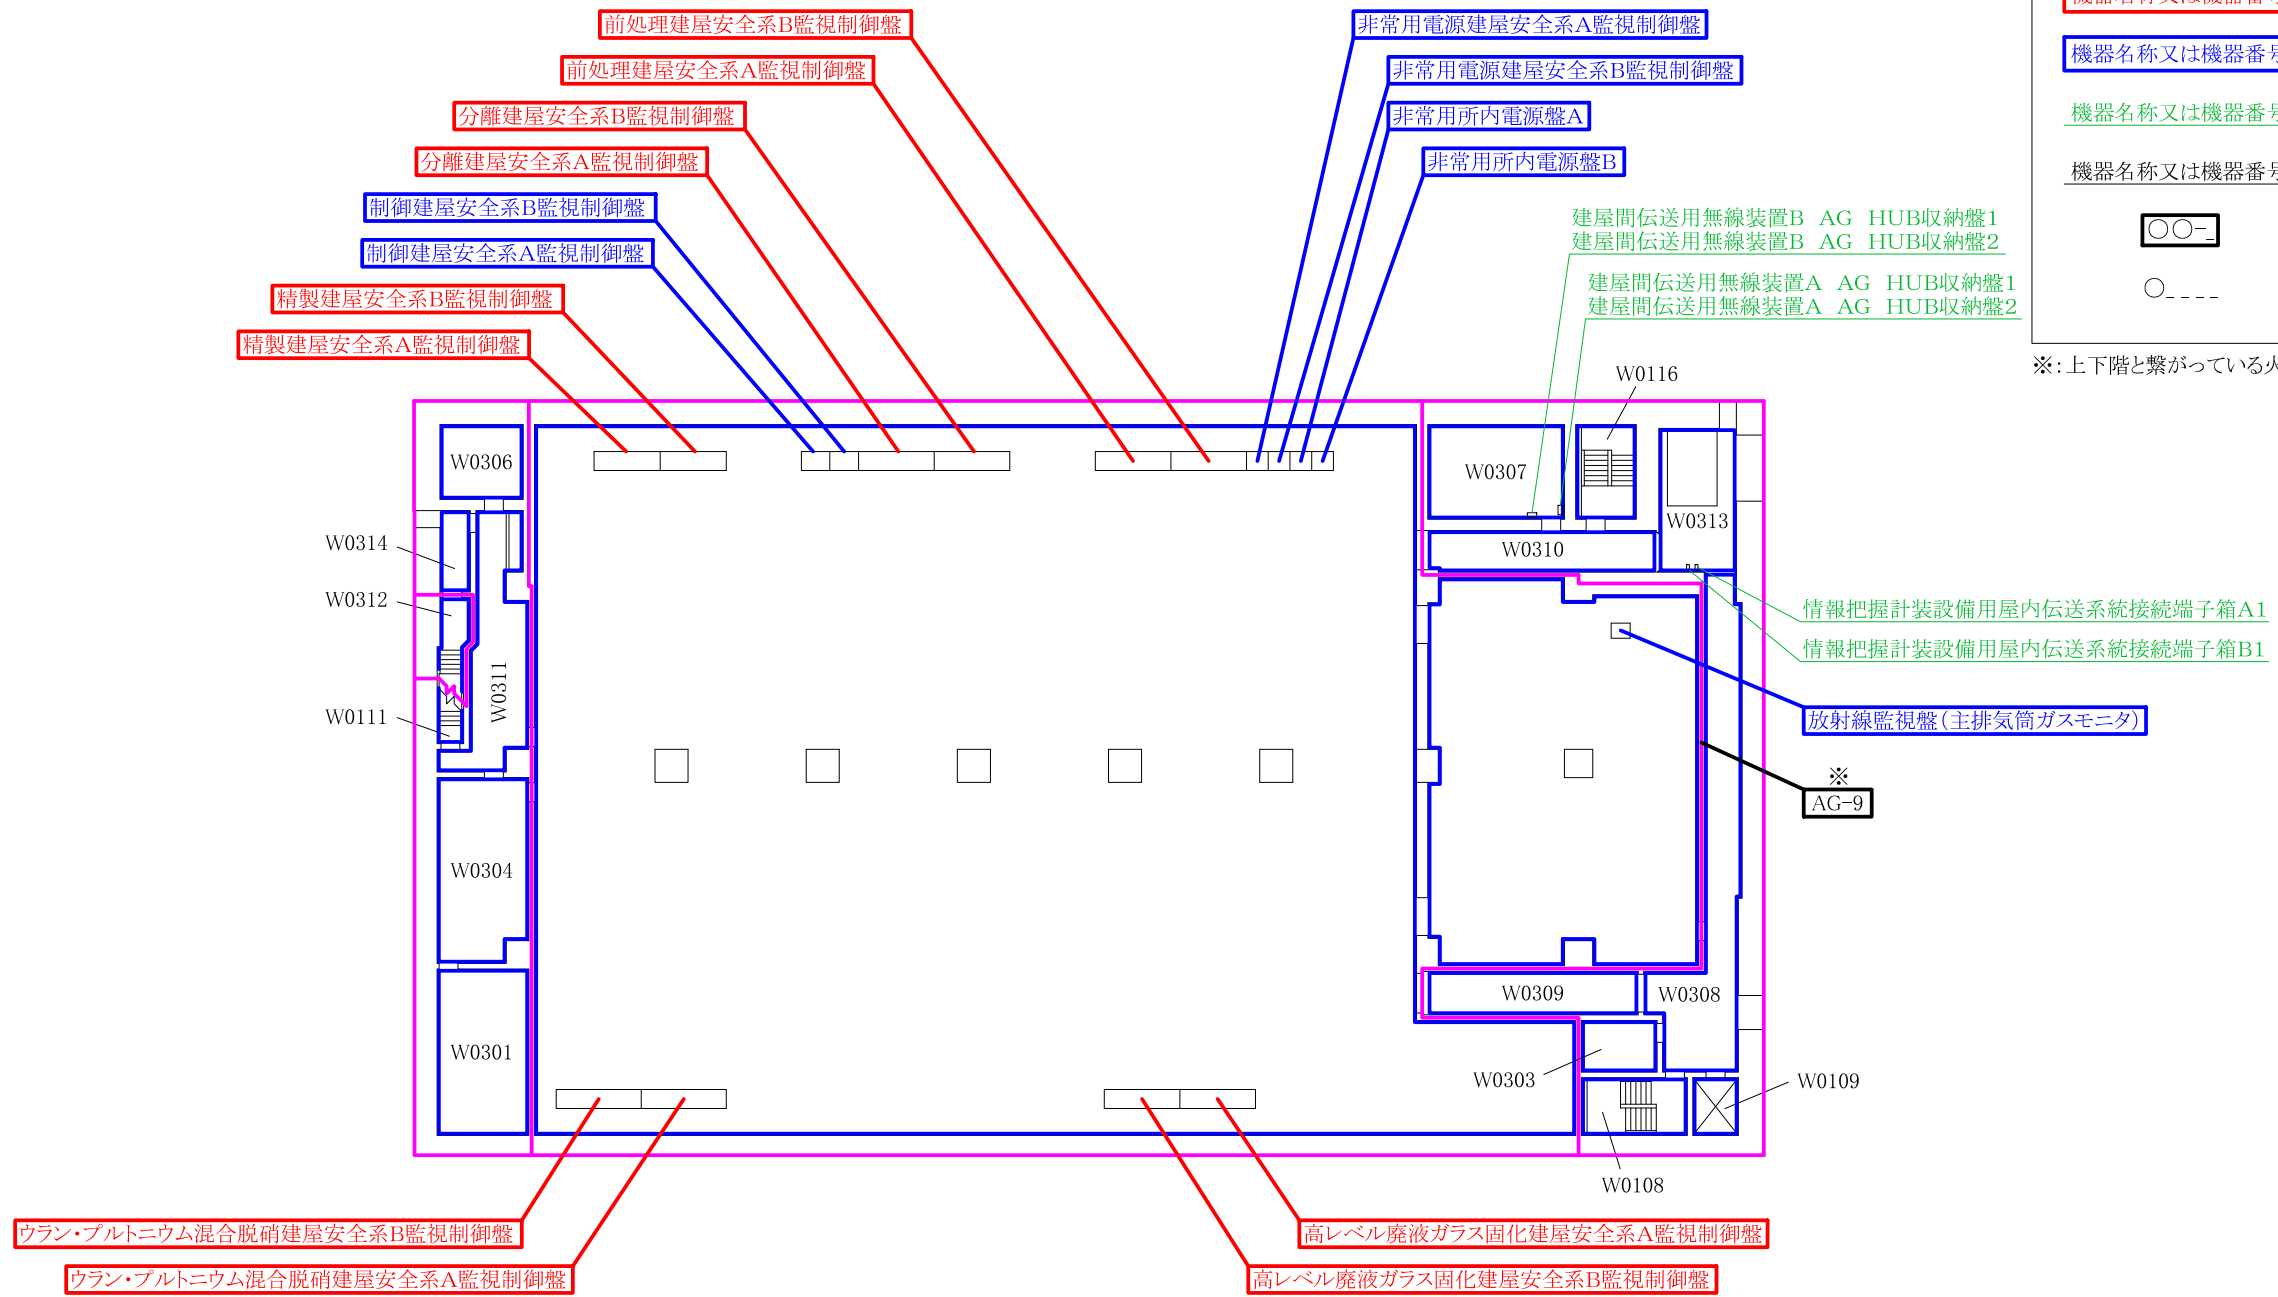 前処理建屋安全系B監視制御盤
前処理建屋安全系A監視制御盤
分離建屋安全系B監視制御盤
分離建屋安全系A監視制御盤
制御建屋安全系B監視制御盤
制御建屋安全系A監視制御盤
精製建屋安全系B監視制御盤
精製建屋安全系A監視制御盤
非常用電源建屋安全系A監視制御盤
非常用電源建屋安全系B監視制御盤
非常用所内電源盤A
非常用所内電源盤B
建屋間伝送用無線装置B AG HUB収納盤1
建屋間伝送用無線装置B AG HUB収納盤2
建屋間伝送用無線装置A AG HUB収納盤1
建屋間伝送用無線装置A AG HUB収納盤2
機器名称又は機器番号
機器名称又は機器番号
機器名称又は機器番号
機器名称又は機器番号
○○-_
○_ _ _ _
※:上下階と繋がっている火
W0116
W0306
W0307
W0313
W0314
W0310
W0312
W0311
W0111
情報把握計装設備用屋内伝送系統接続端子箱A1
情報把握計装設備用屋内伝送系統接続端子箱B1
放射線監視盤(主排気筒ガスモニタ)
※
AG-9
W0304
W0309
W0308
W0301
W0303
W0109
W0108
ウラン・プルトニウム混合脱硝建屋安全系B監視制御盤
ウラン・プルトニウム混合脱硝建屋安全系A監視制御盤
高レベル廃液ガラス固化建屋安全系A監視制御盤
高レベル廃液ガラス固化建屋安全系B監視制御盤